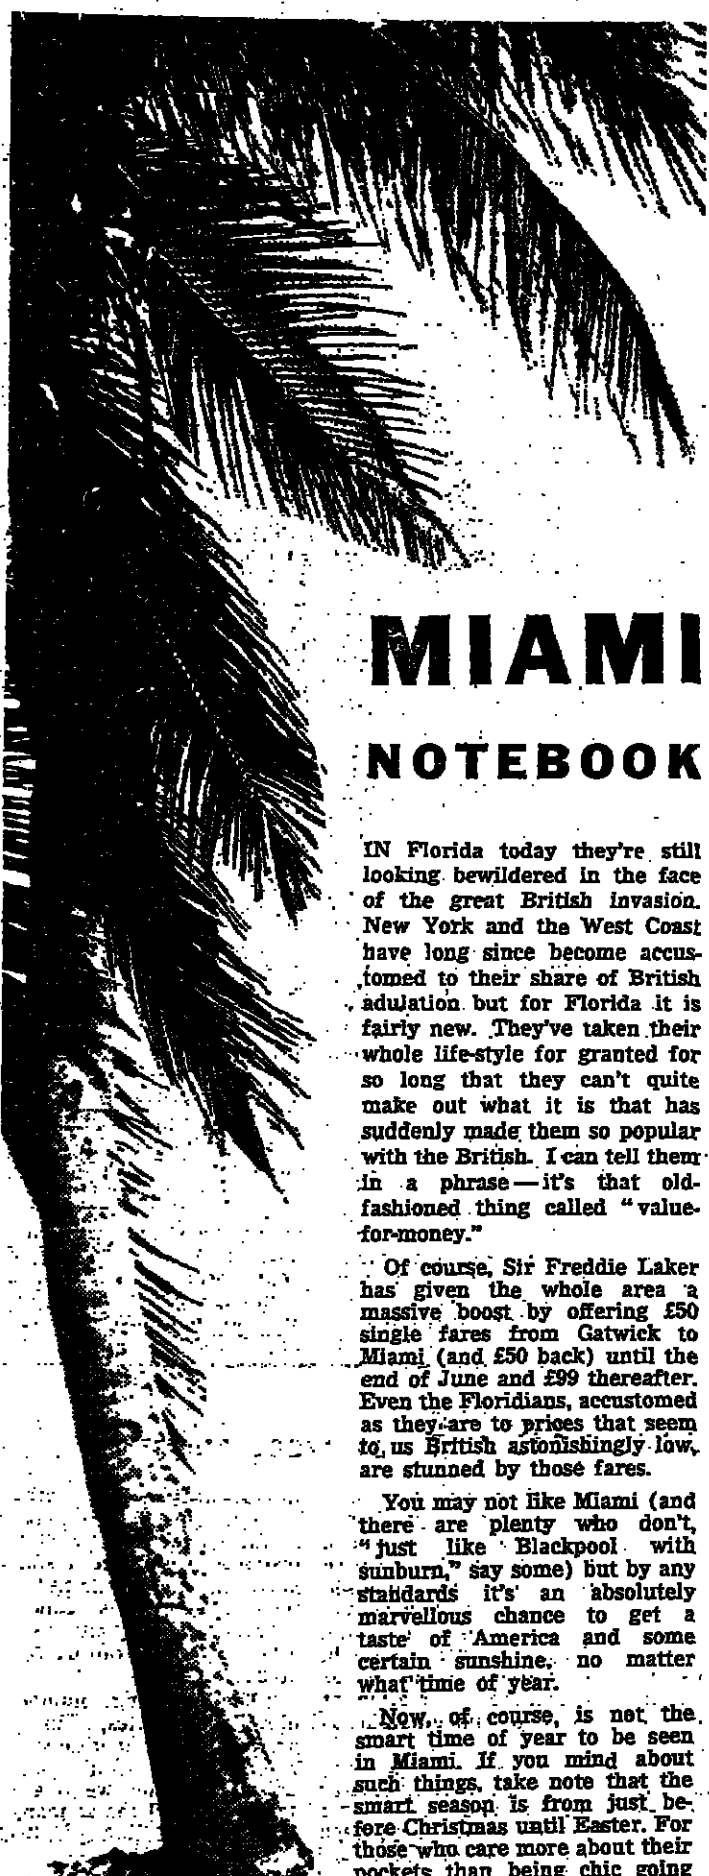 MIAMI
NOTEBOOK
IN Florida today they're still
looking bewildered in the face
of the great British invasion.
New York and the West Coast
have long since become accus-
tomed to their share of British
adulation but for Florida it is
fairly new. They've taken their
whole life-style for granted for
so long that they can't quite
make out what it is that has
suddenly made them so popular
with the British. I can tell them
in a phrase—it's that old-
fashioned thing called "value-
for-money."
Of course, Sir Freddie Laker
has given the whole area a
massive boost by offering £50
single fares from Gatwick to
Miami (and £50 back) until the
end of June and £99 thereafter.
Even the Floridians, accustomed
as they are to prices that seem
to us British astonishingly low,
are stunned by those fares.
You may not like Miami (and
there are plenty who don't,
"just like Blackpool with
sunburn," say some) but by any
standards it's an absolutely
marvellous chance to get a
taste of America and some
certain sunshine, no matter
what time of year.
Now, of course, is not the
smart time of year to be seen
in Miami. If you mind about
such things, take note that the
smart season is from just be-
fore Christmas until Easter. For
those who care more about their
pockets than being chic going